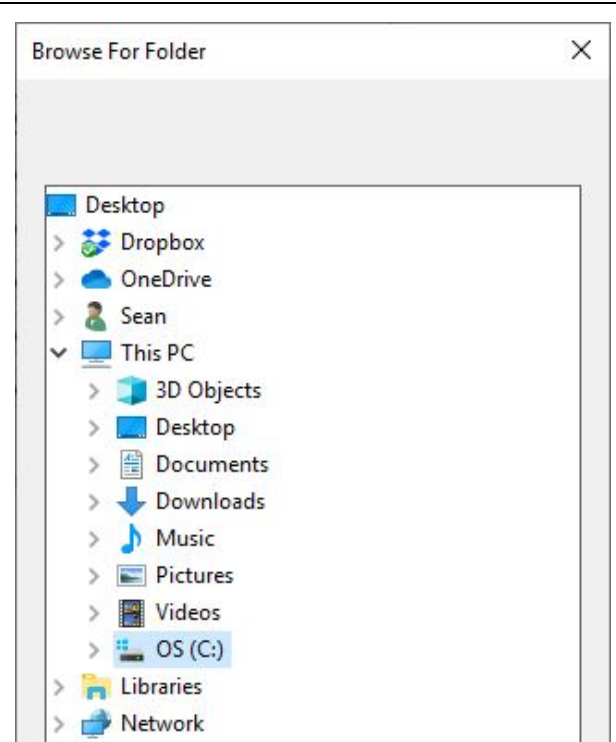 Browse For Folder
Desktop
Dropbox
OneDrive
Sean
This PC
3D Objects
Desktop
Documents
Downloads
Music
Pictures
Videos
OS (C:)
Libraries
Network